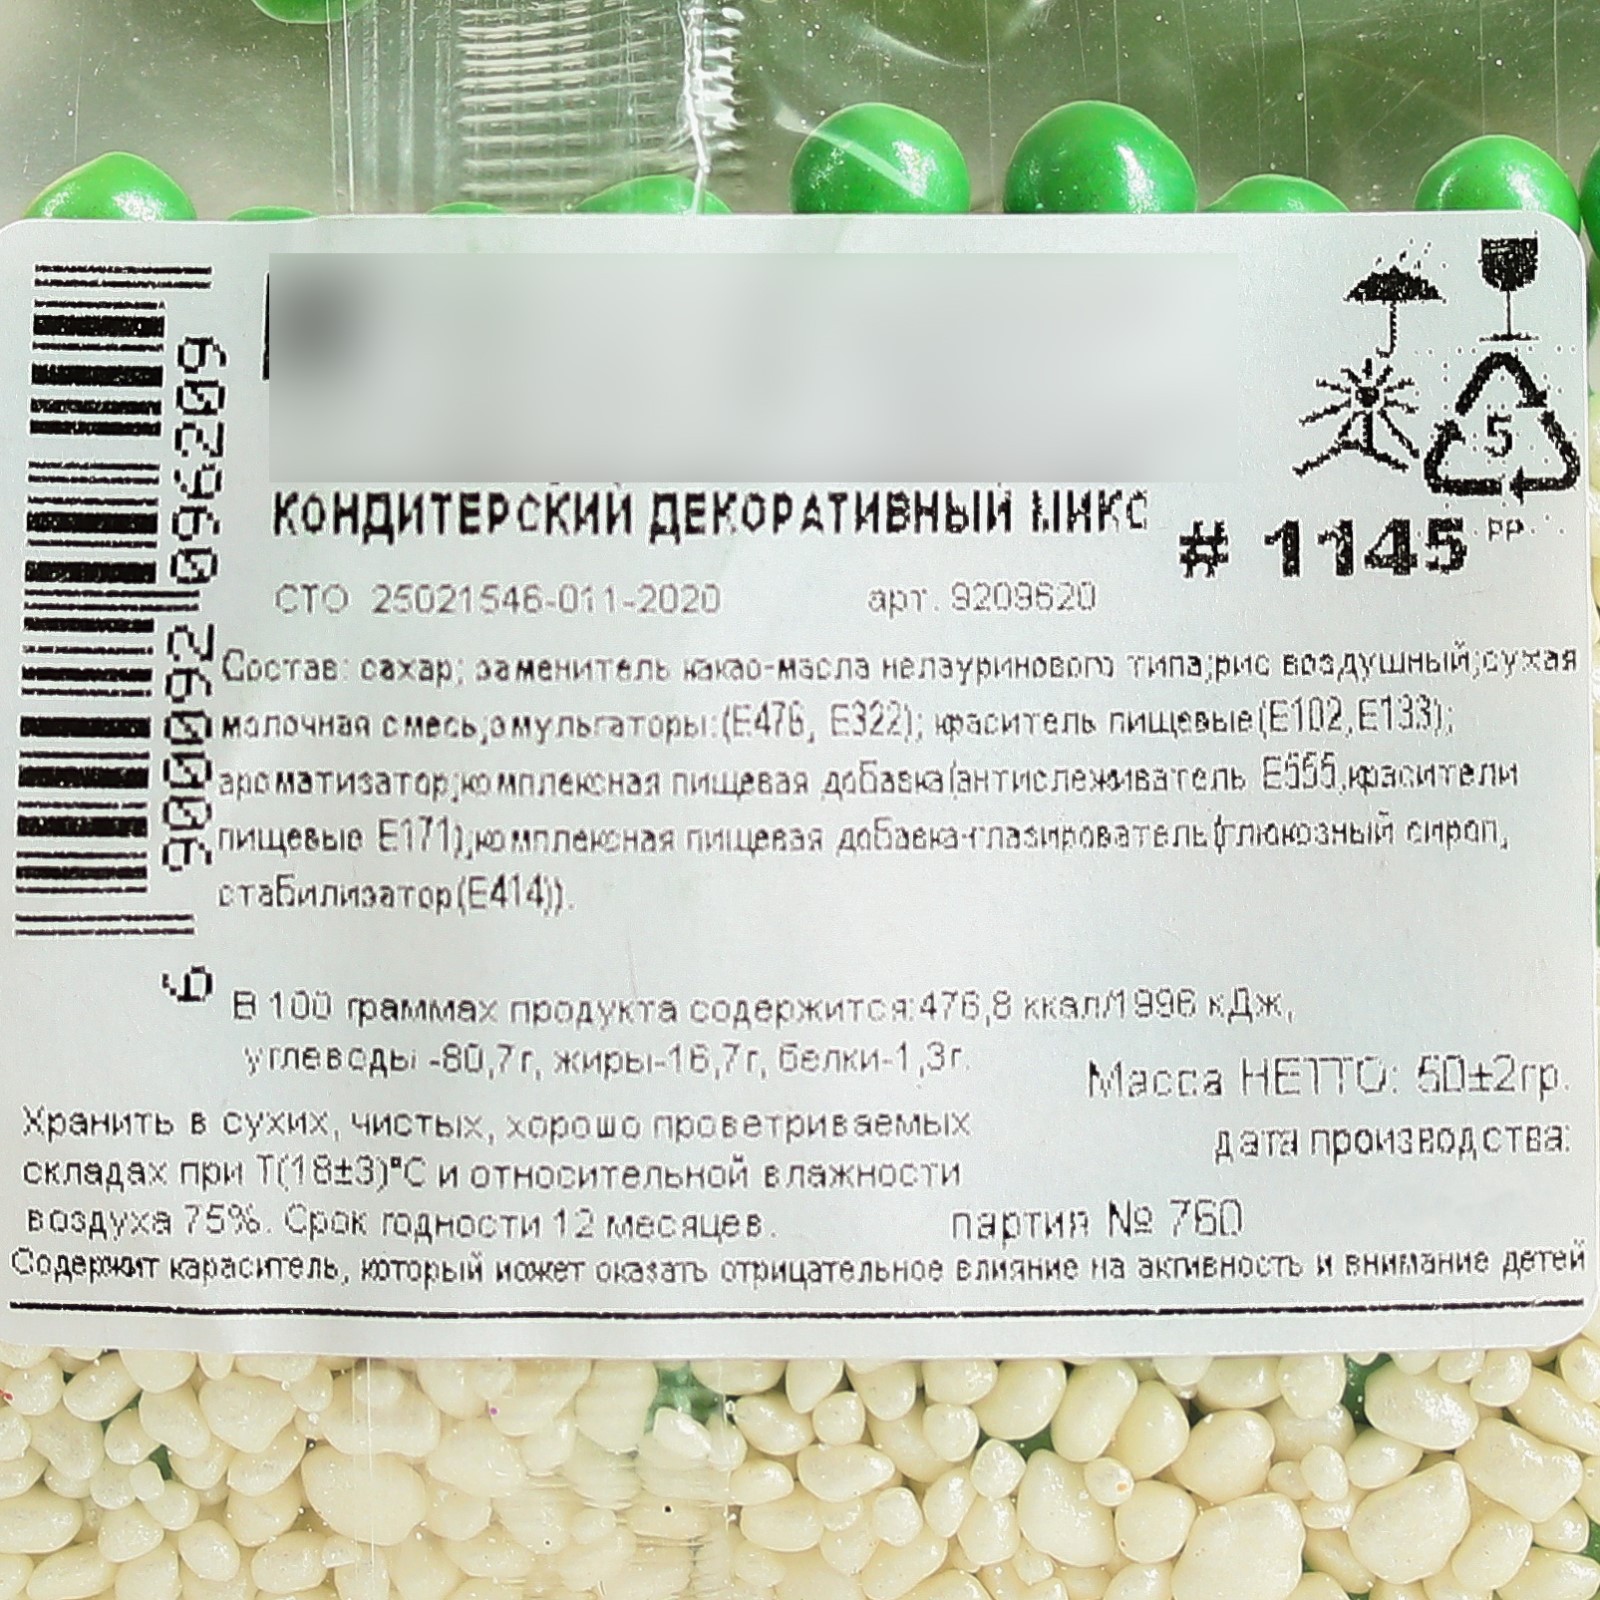 КОНДИТЕРСКИЙ ДЕКОРАТИВНЫЙ МИКС
# 1145
5
PP
СТО 25021546-011-2020 арт. 9209620
Состав: сахар; заменитель какао-масла нелауринового типа;рис воздушный;сухая
молочная смесь;эмульгаторы:(Е476, Е322); краситель пищевые(Е102,Е133);
ароматизатор;комплексная пищевая добавка(антислеживатель Е555,красители
пищевые Е171),комплексная пищевая добавка-глазирователь(глюкозный сироп,
стабилизатор(Е414)).
В 100 граммах продукта содержится:476,8 ккал/1996 кДж,
углеводы -80,7г, жиры-16,7г, белки-1,3г.
Масса НЕТТО: 50±2гр.
дата производства:
Хранить в сухих, чистых, хорошо проветриваемых
складах при Т(18±3)°С и относительной влажности
воздуха 75%. Срок годности 12 месяцев.
партия № 760
Содержит караситель, который может оказать отрицательное влияние на активность и внимание детей
9 000092 096209